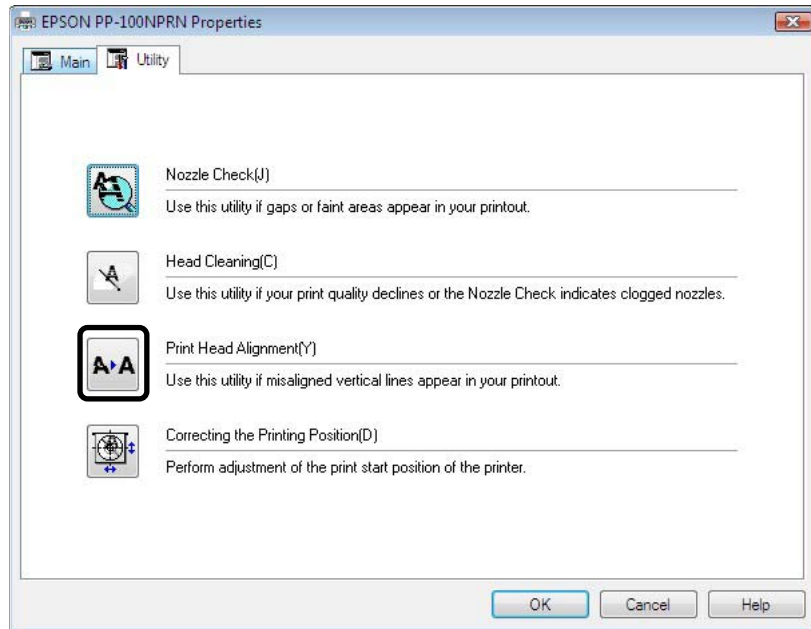 EPSON PP-100NPRN Properties
Main Utility
Nozzle Check(J)
Use this utility if gaps or faint areas appear in your printout.
Head Cleaning(C)
Use this utility if your print quality declines or the Nozzle Check indicates clogged nozzles.
Print Head Alignment(Y)
Use this utility if misaligned vertical lines appear in your printout.
Correcting the Printing Position(D)
Perform adjustment of the print start position of the printer.
OK Cancel Help